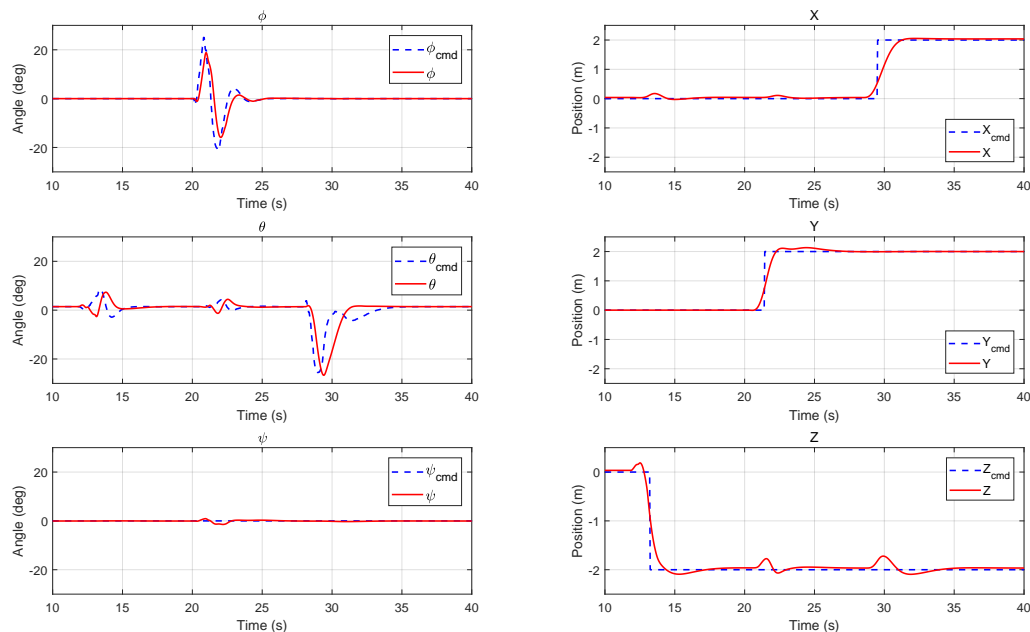 ϕ
20
0
-20
Angle (deg)
ϕcmd
ϕ
10 15 20 25 30 35 40
Time (s)
X
2
1
0
-1
-2
Position (m)
Xcmd
X
10 15 20 25 30 35 40
Time (s)
θ
20
0
-20
Angle (deg)
θcmd
θ
10 15 20 25 30 35 40
Time (s)
Y
2
1
0
-1
-2
Position (m)
Ycmd
Y
10 15 20 25 30 35 40
Time (s)
ψ
20
0
-20
Angle (deg)
ψcmd
ψ
10 15 20 25 30 35 40
Time (s)
Z
0
-1
-2
Position (m)
Zcmd
Z
10 15 20 25 30 35 40
Time (s)